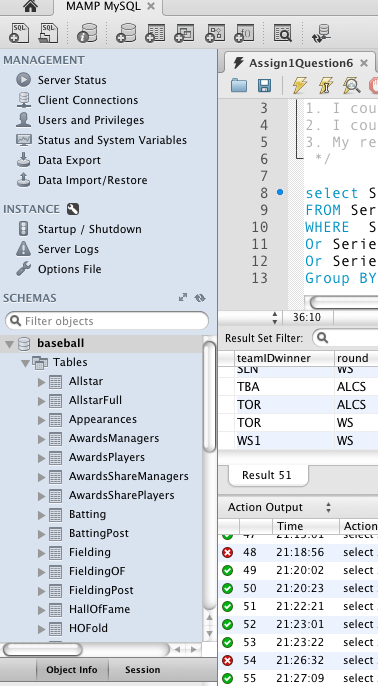 MAMP MySQL
MANAGEMENT
Server Status
Client Connections
Users and Privileges
Status and System Variables
Data Export
Data Import/Restore
INSTANCE
Startup / Shutdown
Server Logs
Options File
SCHEMAS
Filter objects
baseball
Tables
Allstar
AllstarFull
Appearances
AwardsManagers
AwardsPlayers
AwardsShareManagers
AwardsSharePlayers
Batting
BattingPost
Fielding
FieldingOF
FieldingPost
HallOfFame
HOFold
Object Info Session
Assign1Question6
3 1. I cou
4 2. I coul
5 3. My re
6 */
7
8 select S
9 FROM Ser
10 WHERE S
11 Or Serie
12 Or Serie
13 Group BY
36:10
Result Set Filter:
teamIDwinner round
SLN WS
TBA ALCS
TOR ALCS
TOR WS
WS1 WS
Result 51
Action Output
Time Action
47 21:15:01 select
48 21:18:56 select
49 21:20:02 select
50 21:20:23 select
51 21:22:21 select
52 21:23:01 select
53 21:23:22 select
54 21:26:32 select
55 21:27:09 select